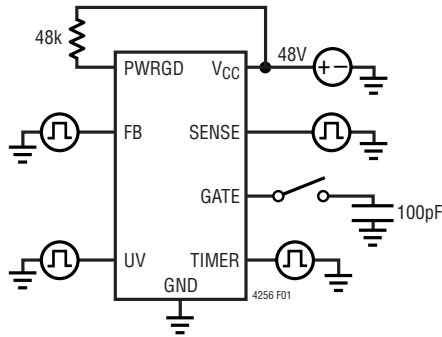 48k
PWRGD
VCC
48V
+ −
FB
SENSE
GATE
100pF
UV
TIMER
GND
4256 F01